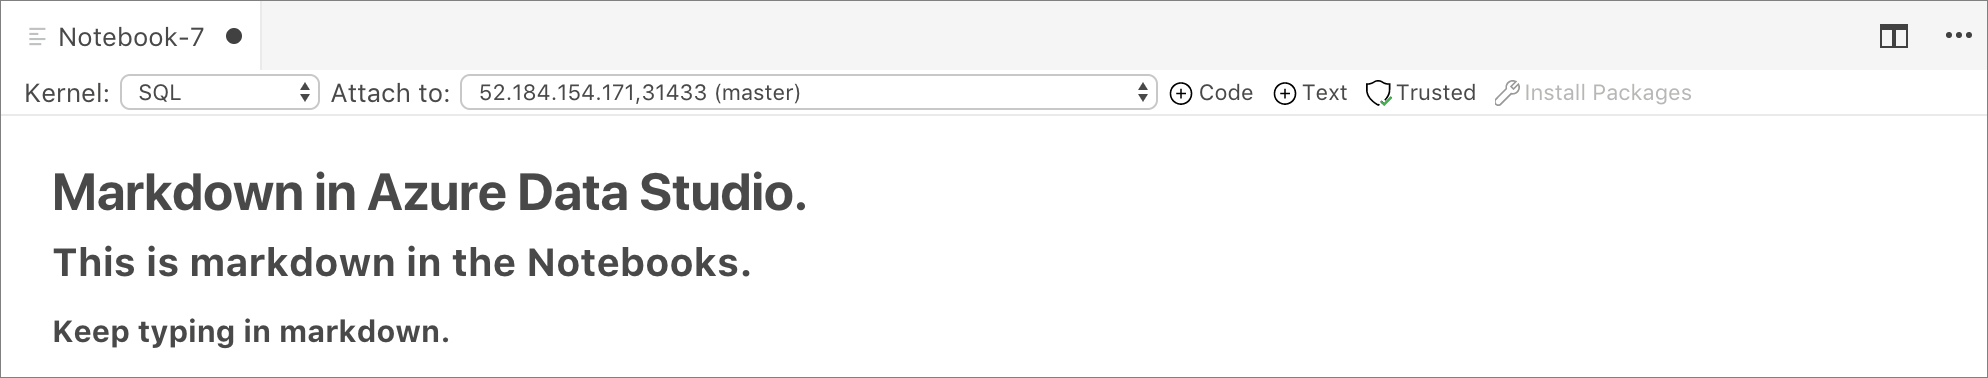 Notebook-7
Kernel: SQL Attach to: 52.184.154.171,31433 (master) Code Text Trusted Install Packages
Markdown in Azure Data Studio.
This is markdown in the Notebooks.
Keep typing in markdown.